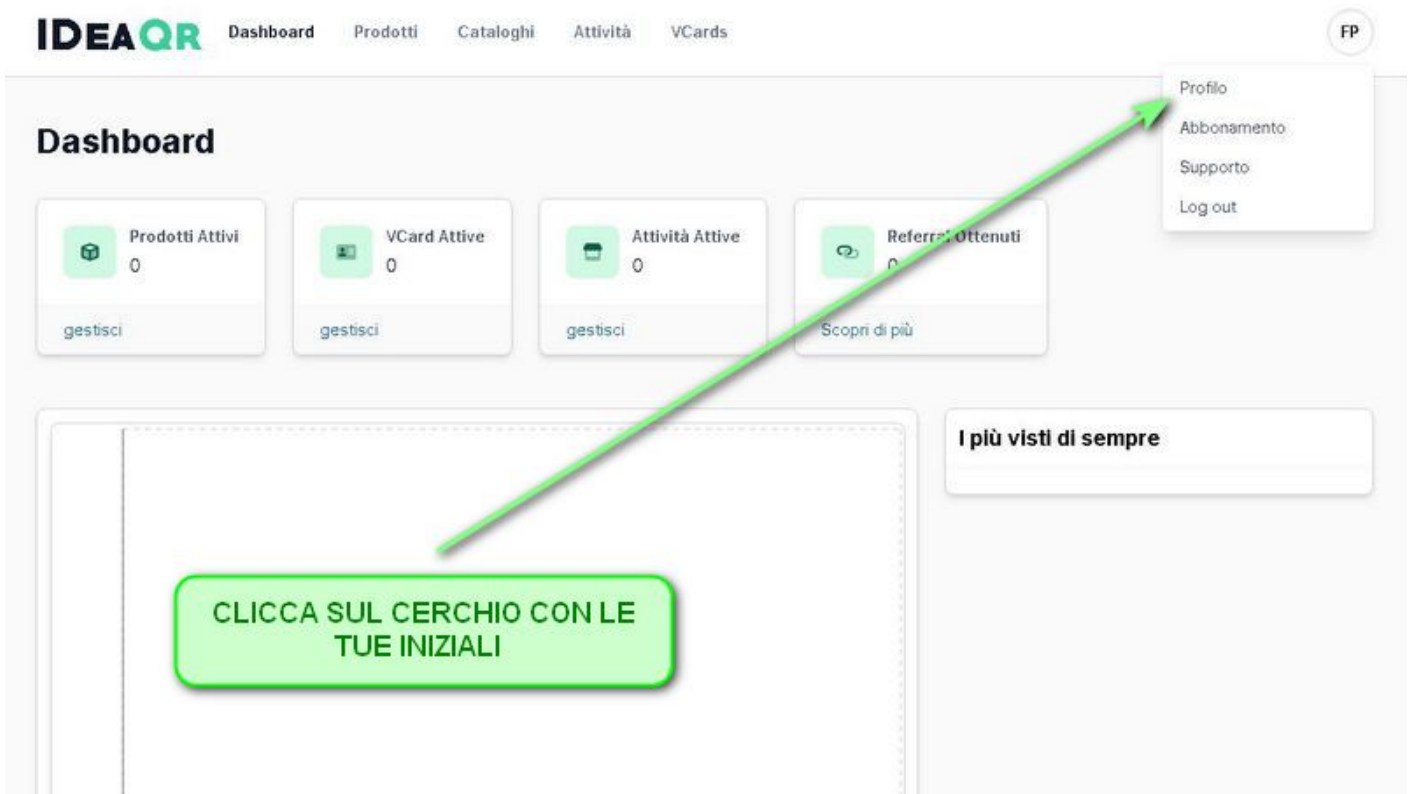 IDEAQR Dashboard Prodotti Cataloghi Attività VCards FP
Profilo
Abbonamento
Supporto
Log out
Dashboard
Prodotti Attivi
0
gestisci
VCard Attive
0
gestisci
Attività Attive
0
gestisci
Referral Ottenuti
0
Scopri di più
I più visti di sempre
CLICCA SUL CERCHIO CON LE
TUE INIZIALI